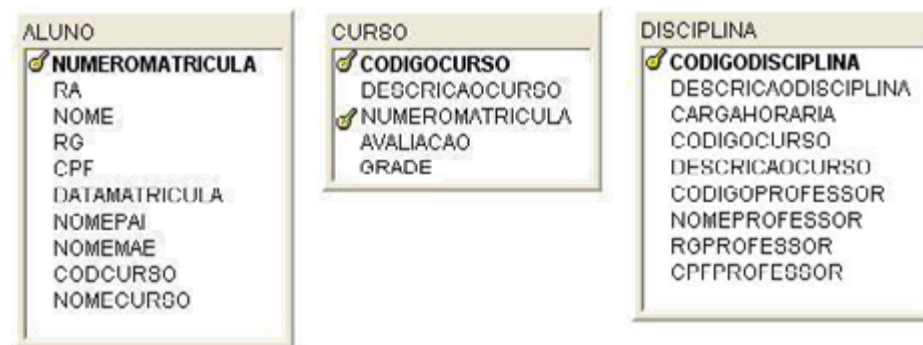 ALUNO
NUMEROMATRICULA
RA
NOME
RG
CPF
DATAMATRICULA
NOMEPAI
NOMEMAE
CODCURSO
NOMECURSO
CURSO
CODIGOCURSO
DESCRICAOCURSO
NUMEROMATRICULA
AVALIACAO
GRADE
DISCIPLINA
CODIGODISCIPLINA
DESCRICAODISCIPLINA
CARGAHORARIA
CODIGOCURSO
DESCRICAOCURSO
CODIGOPROFESSOR
NOMEPROFESSOR
RGPROFESSOR
CPFPROFESSOR